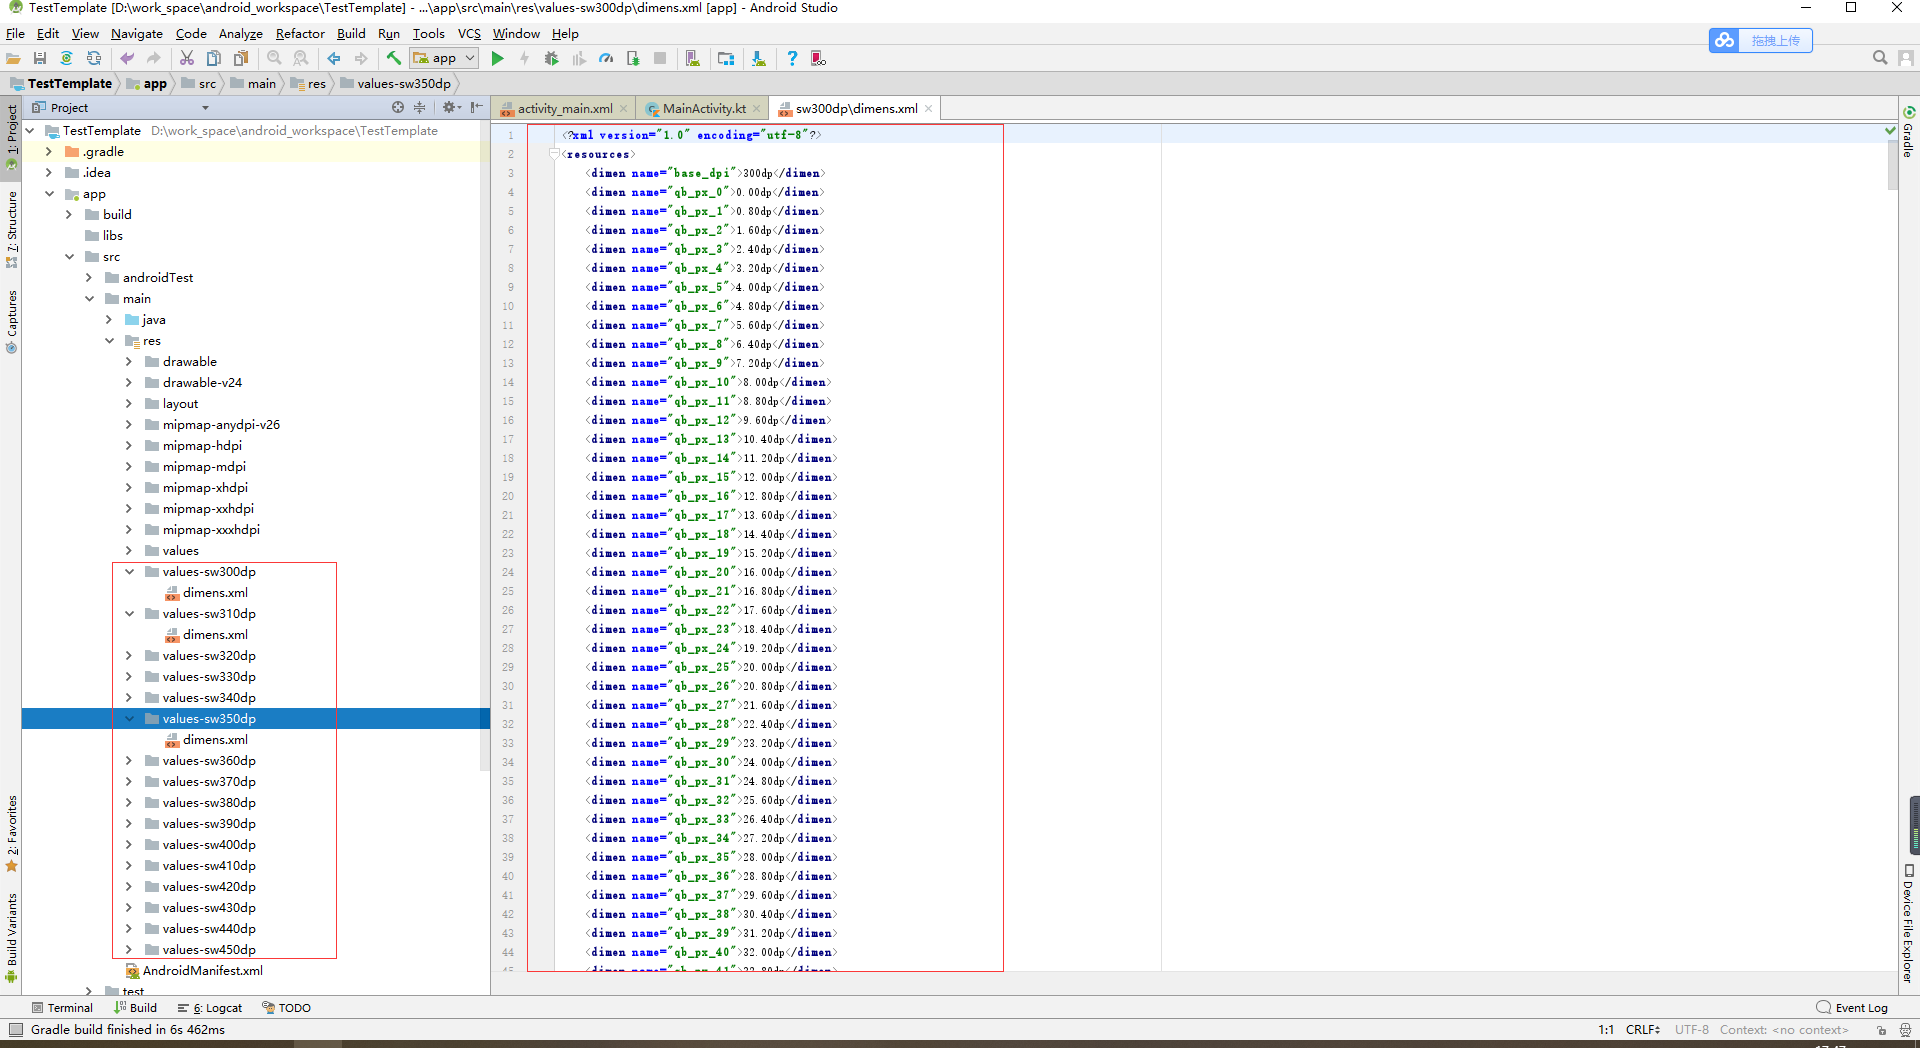 TestTemplate [D:\work_space\android_workspace\TestTemplate] - ...\app\src\main\res\values-sw300dp\dimens.xml [app] - Android Studio
File Edit View Navigate Code Analyze Refactor Build Run Tools VCS Window Help
拖拽上传
app
TestTemplate app src main res values-sw350dp
Project
activity_main.xml MainActivity.kt sw300dp\dimens.xml
1: Project
7: Structure
Captures
2: Favorites
Build Variants
TestTemplate D:\work_space\android_workspace\TestTemplate
.gradle
.idea
app
build
libs
src
androidTest
main
java
res
drawable
drawable-v24
layout
mipmap-anydpi-v26
mipmap-hdpi
mipmap-mdpi
mipmap-xhdpi
mipmap-xxhdpi
mipmap-xxxhdpi
values
values-sw300dp
dimens.xml
values-sw310dp
dimens.xml
values-sw320dp
values-sw330dp
values-sw340dp
values-sw350dp
dimens.xml
values-sw360dp
values-sw370dp
values-sw380dp
values-sw390dp
values-sw400dp
values-sw410dp
values-sw420dp
values-sw430dp
values-sw440dp
values-sw450dp
AndroidManifest.xml
test
1 <?xml version="1.0" encoding="utf-8"?>
2 <resources>
3 <dimen name="base_dpi">300dp</dimen>
4 <dimen name="qb_px_0">0.00dp</dimen>
5 <dimen name="qb_px_1">0.80dp</dimen>
6 <dimen name="qb_px_2">1.60dp</dimen>
7 <dimen name="qb_px_3">2.40dp</dimen>
8 <dimen name="qb_px_4">3.20dp</dimen>
9 <dimen name="qb_px_5">4.00dp</dimen>
10 <dimen name="qb_px_6">4.80dp</dimen>
11 <dimen name="qb_px_7">5.60dp</dimen>
12 <dimen name="qb_px_8">6.40dp</dimen>
13 <dimen name="qb_px_9">7.20dp</dimen>
14 <dimen name="qb_px_10">8.00dp</dimen>
15 <dimen name="qb_px_11">8.80dp</dimen>
16 <dimen name="qb_px_12">9.60dp</dimen>
17 <dimen name="qb_px_13">10.40dp</dimen>
18 <dimen name="qb_px_14">11.20dp</dimen>
19 <dimen name="qb_px_15">12.00dp</dimen>
20 <dimen name="qb_px_16">12.80dp</dimen>
21 <dimen name="qb_px_17">13.60dp</dimen>
22 <dimen name="qb_px_18">14.40dp</dimen>
23 <dimen name="qb_px_19">15.20dp</dimen>
24 <dimen name="qb_px_20">16.00dp</dimen>
25 <dimen name="qb_px_21">16.80dp</dimen>
26 <dimen name="qb_px_22">17.60dp</dimen>
27 <dimen name="qb_px_23">18.40dp</dimen>
28 <dimen name="qb_px_24">19.20dp</dimen>
29 <dimen name="qb_px_25">20.00dp</dimen>
30 <dimen name="qb_px_26">20.80dp</dimen>
31 <dimen name="qb_px_27">21.60dp</dimen>
32 <dimen name="qb_px_28">22.40dp</dimen>
33 <dimen name="qb_px_29">23.20dp</dimen>
34 <dimen name="qb_px_30">24.00dp</dimen>
35 <dimen name="qb_px_31">24.80dp</dimen>
36 <dimen name="qb_px_32">25.60dp</dimen>
37 <dimen name="qb_px_33">26.40dp</dimen>
38 <dimen name="qb_px_34">27.20dp</dimen>
39 <dimen name="qb_px_35">28.00dp</dimen>
40 <dimen name="qb_px_36">28.80dp</dimen>
41 <dimen name="qb_px_37">29.60dp</dimen>
42 <dimen name="qb_px_38">30.40dp</dimen>
43 <dimen name="qb_px_39">31.20dp</dimen>
44 <dimen name="qb_px_40">32.00dp</dimen>
45 <dimen name="qb_px_41">32.80dp</dimen>
Gradle
Device File Explorer
Terminal Build 6: Logcat TODO Event Log
Gradle build finished in 6s 462ms 1:1 CRLF UTF-8 Context: <no context>